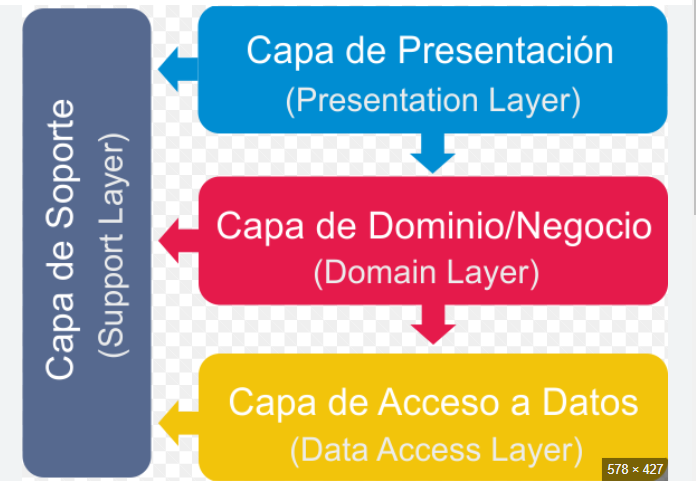 Capa de Soporte
(Support Layer)
Capa de Presentación
(Presentation Layer)
Capa de Dominio/Negocio
(Domain Layer)
Capa de Acceso a Datos
(Data Access Layer)
578 × 427